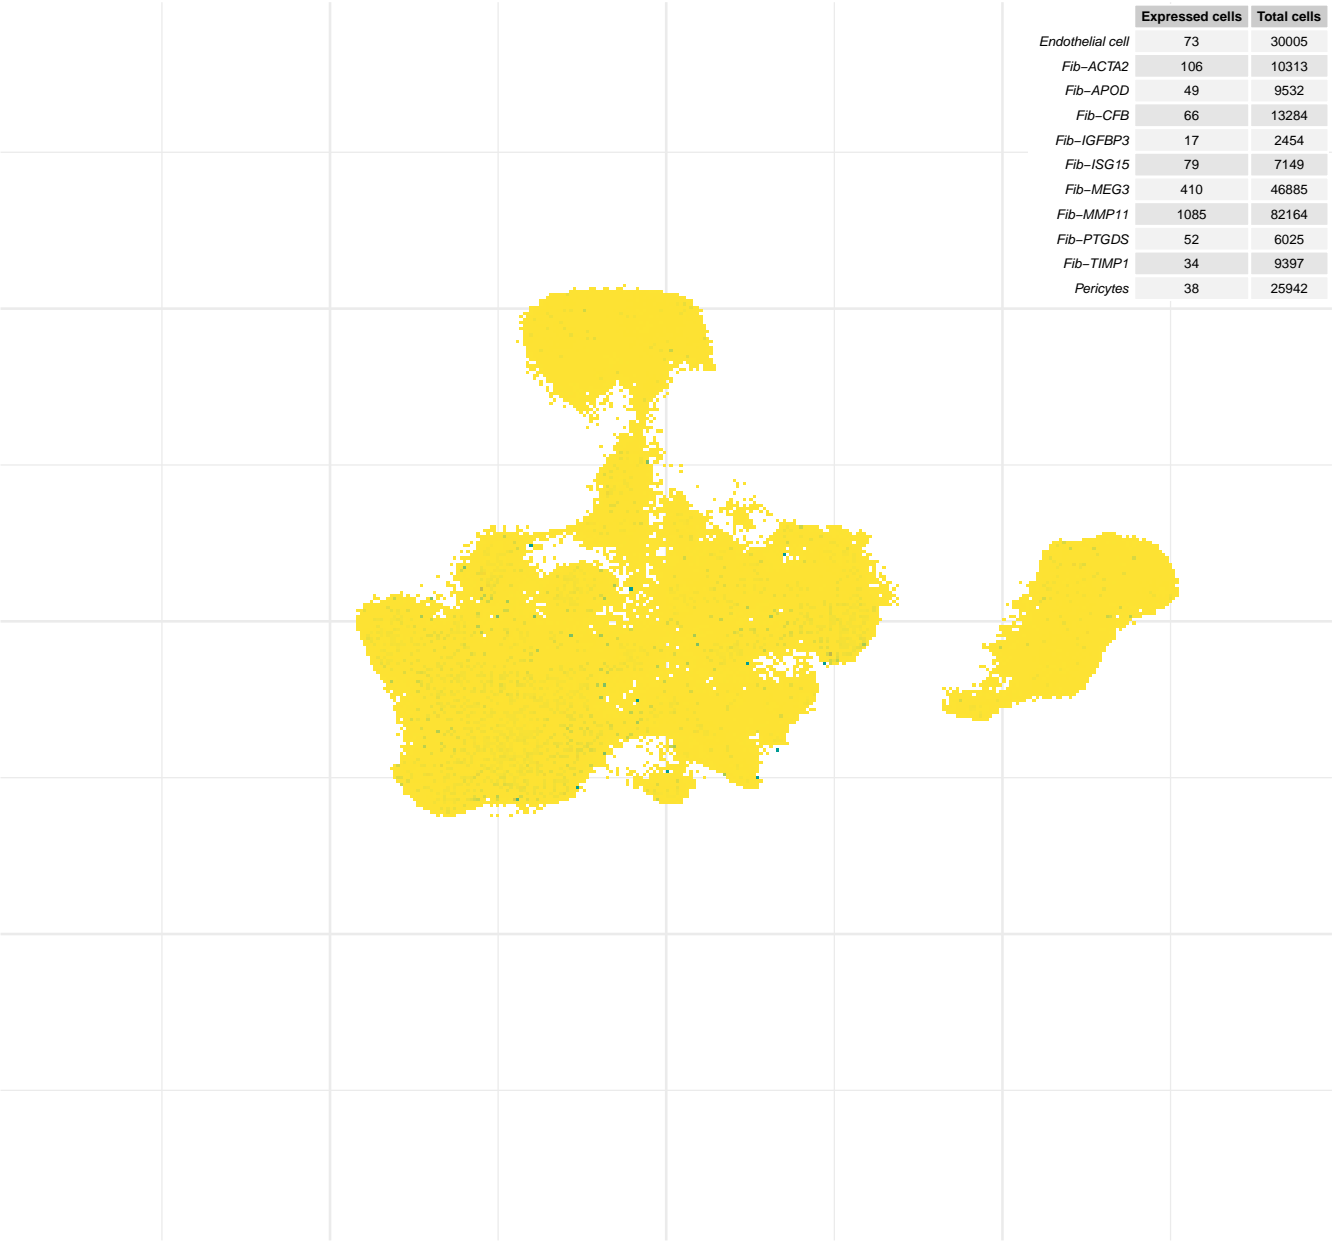 Expressed cells Total cells
Endothelial cell 73 30005
Fib−ACTA2 106 10313
Fib−APOD 49 9532
Fib−CFB 66 13284
Fib−IGFBP3 17 2454
Fib−ISG15 79 7149
Fib−MEG3 410 46885
Fib−MMP11 1085 82164
Fib−PTGDS 52 6025
Fib−TIMP1 34 9397
Pericytes 38 25942